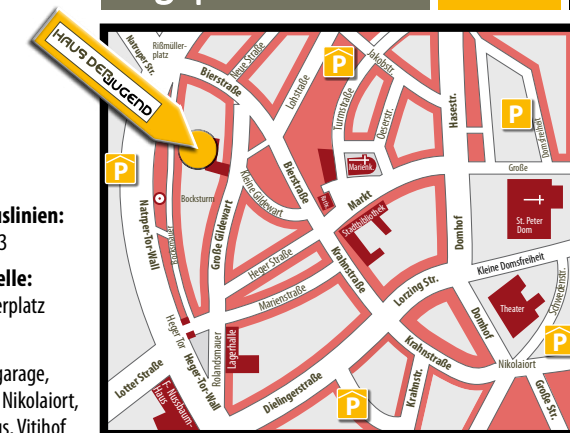 HAUS DER JUGEND
Natruper Str.
Rißmüller-
platz
Bierstraße
Neue Straße
Lohstraße
P
Jakobstr.
Turmstraße
Oeserstr.
Hasestr.
P
Domfreiheit
P
Bocksturm
Marienk.
Große
Natruper-Tor-Wall
Bocksmauer
Große Gildewart
Kleine Gildewart
Bierstraße
Markt
Stadtbibliothek
Domhof
St. Peter
Dom
uslinien:
3
elle:
erplatz
Heger Straße
Krahnstraße
Kleine Domsfreiheit
Lorzing Str.
Schwedenstr.
Marienstraße
Domhof
Theater
Heger Tor
Rolandsmauer
Lagerhalle
Krahnstraße
Nikolaiort
P
Lotter Straße
Heger-Tor-Wall
Dielingerstraße
Krahnstr.
Große Str.
F.-Nussbaum-
Haus
P
garage,
Nikolaiort,
us, Vitihof